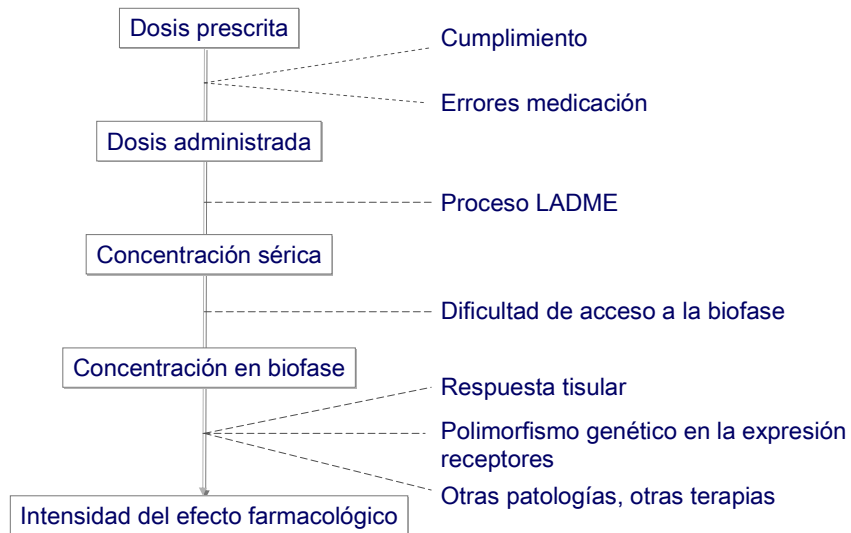 Dosis prescrita
Cumplimiento
Errores medicación
Dosis administrada
Proceso LADME
Concentración sérica
Dificultad de acceso a la biofase
Concentración en biofase
Respuesta tisular
Polimorfismo genético en la expresión
receptores
Otras patologías, otras terapias
Intensidad del efecto farmacológico